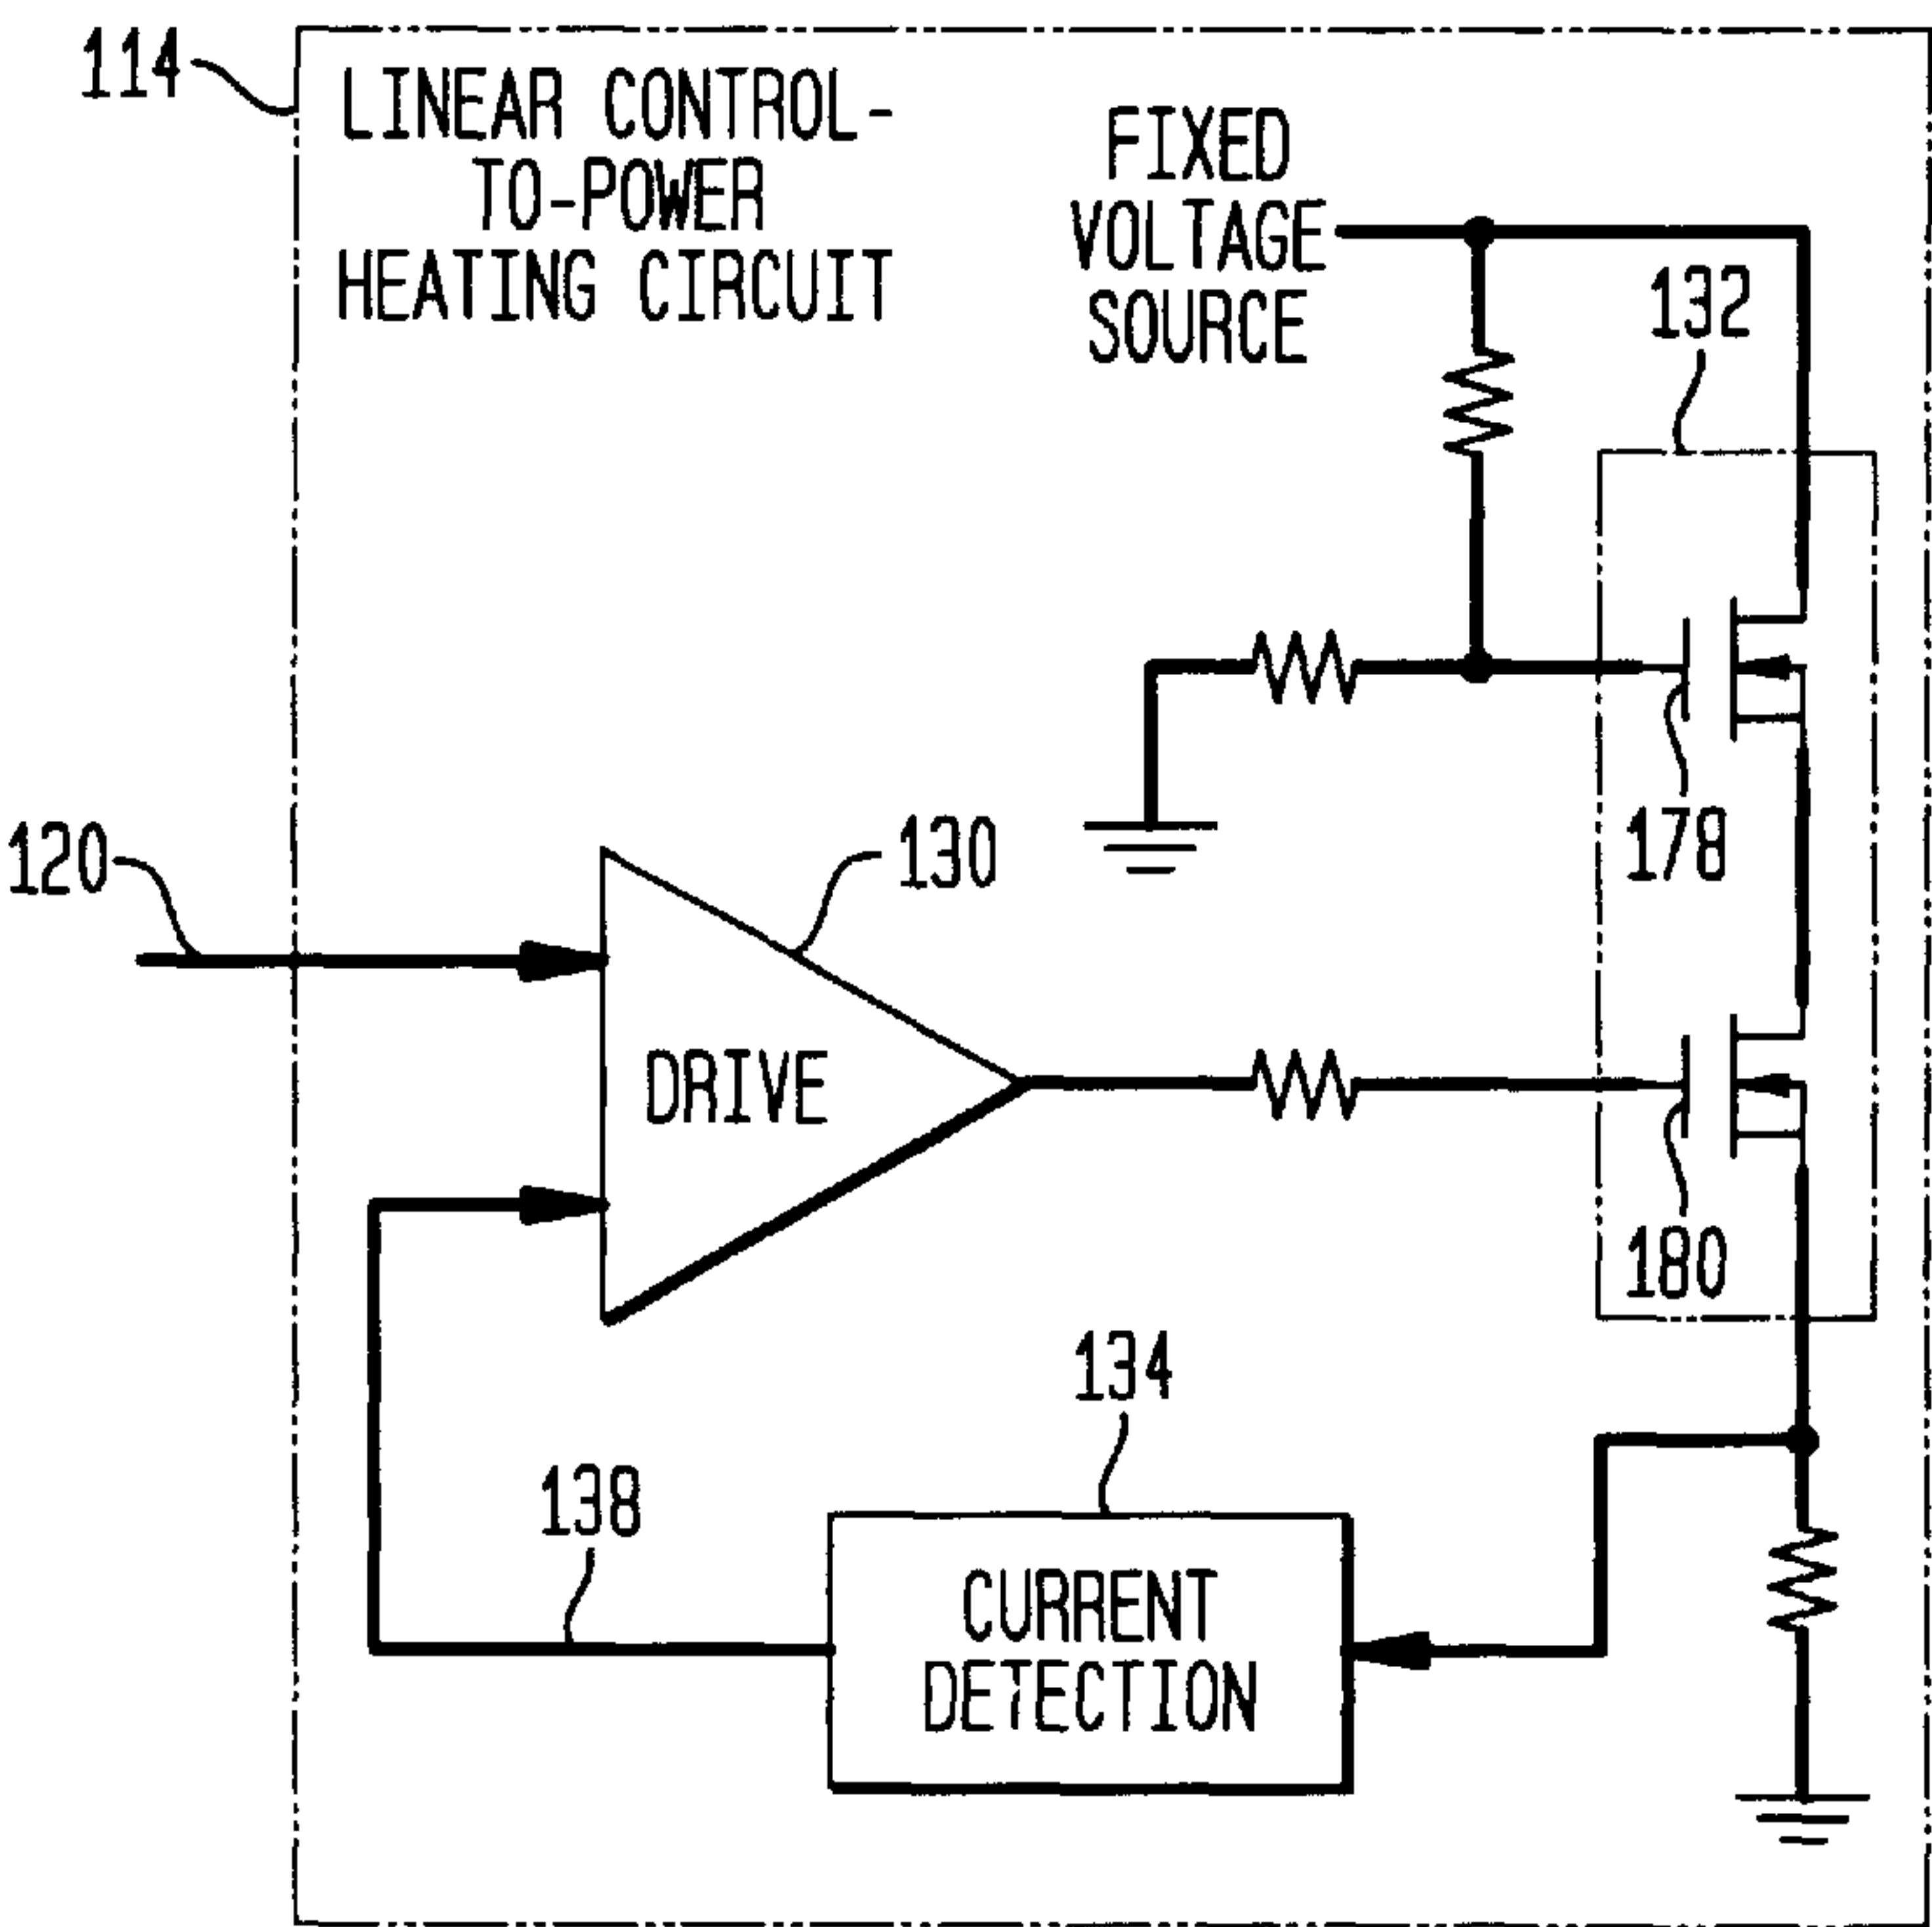 114
LINEAR CONTROL-
TO-POWER
HEATING CIRCUIT
FIXED
VOLTAGE
SOURCE
132
178
120
130
DRIVE
180
134
138
CURRENT
DETECTION